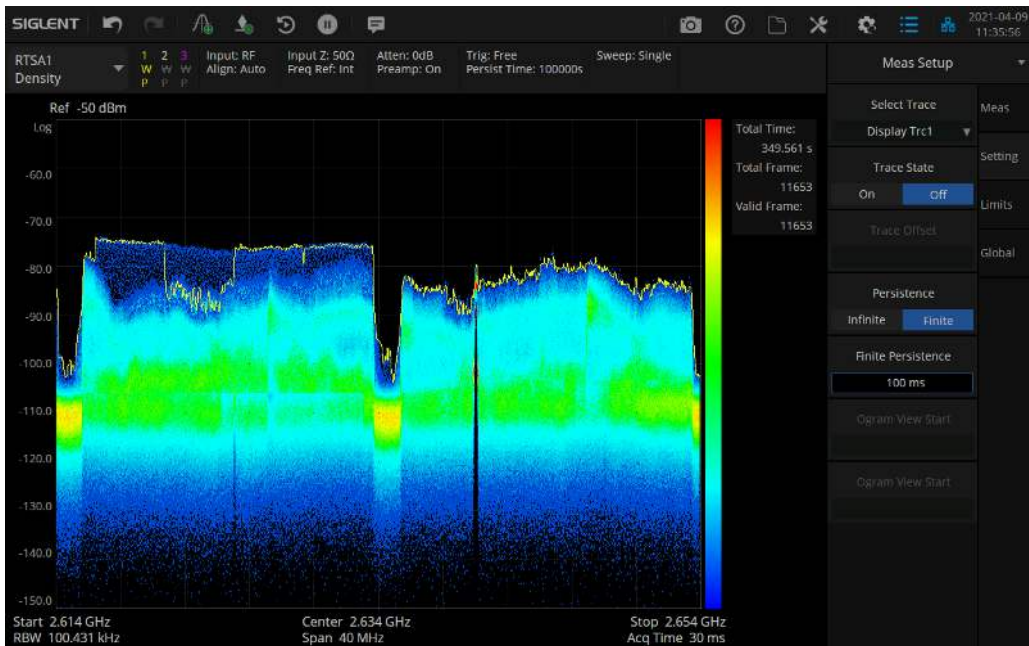 SIGLENT
2021-04-09
11:35:56
RTSA1
Density
1 2 3
W W W
P P P
Input: RF
Align: Auto
Input Z: 50Ω
Freq Ref: Int
Atten: 0dB
Preamp: On
Trig: Free
Persist Time: 100000s
Sweep: Single
Ref -50 dBm
Log
-60.0
-70.0
-80.0
-90.0
-100.0
-110.0
-120.0
-130.0
-140.0
-150.0
Total Time:
349.561 s
Total Frame:
11653
Valid Frame:
11653
Start 2.614 GHz
RBW 100.431 kHz
Center 2.634 GHz
Span 40 MHz
Stop 2.654 GHz
Acq Time 30 ms
Meas Setup
Select Trace
Display Trc1
Trace State
On Off
Trace Offset
Persistence
Infinite Finite
Finite Persistence
100 ms
Ogram View Start
Ogram View Start
Meas
Setting
Limits
Global